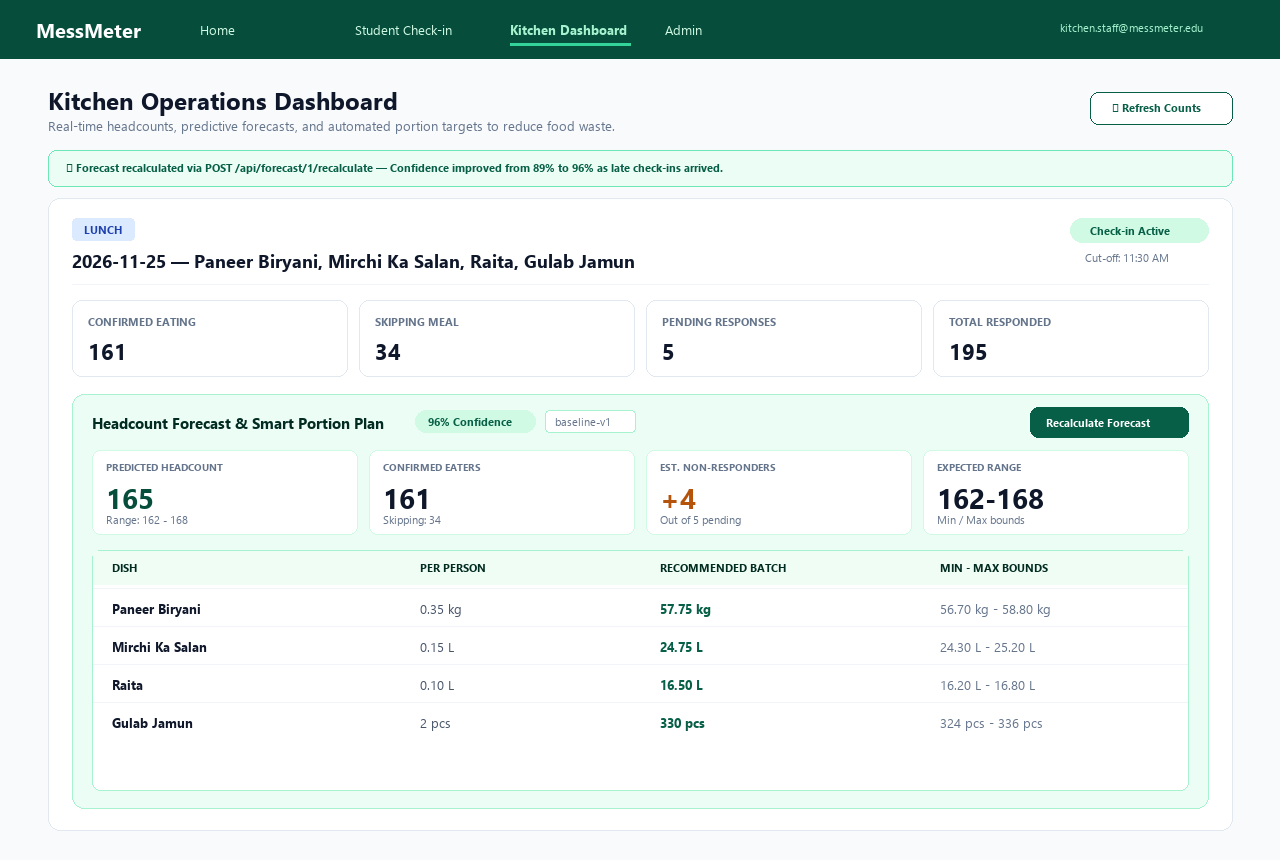 MessMeter
Home
Student Check-in
Kitchen Dashboard
Admin
kitchen.staff@messmeter.edu
Kitchen Operations Dashboard
Real-time headcounts, predictive forecasts, and automated portion targets to reduce food waste.
Refresh Counts
Forecast recalculated via POST /api/forecast/1/recalculate — Confidence improved from 89% to 96% as late check-ins arrived.
LUNCH
Check-in Active
2026-11-25 — Paneer Biryani, Mirchi Ka Salan, Raita, Gulab Jamun
Cut-off: 11:30 AM
CONFIRMED EATING
161
SKIPPING MEAL
34
PENDING RESPONSES
5
TOTAL RESPONDED
195
Headcount Forecast & Smart Portion Plan
96% Confidence
baseline-v1
Recalculate Forecast
PREDICTED HEADCOUNT
165
Range: 162 - 168
CONFIRMED EATERS
161
Skipping: 34
EST. NON-RESPONDERS
+4
Out of 5 pending
EXPECTED RANGE
162-168
Min / Max bounds
DISH PER PERSON RECOMMENDED BATCH MIN - MAX BOUNDS
Paneer Biryani 0.35 kg 57.75 kg 56.70 kg - 58.80 kg
Mirchi Ka Salan 0.15 L 24.75 L 24.30 L - 25.20 L
Raita 0.10 L 16.50 L 16.20 L - 16.80 L
Gulab Jamun 2 pcs 330 pcs 324 pcs - 336 pcs